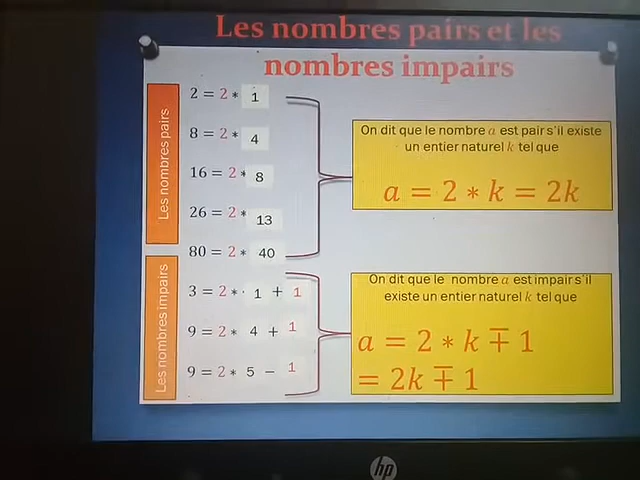 Les nombres pairs et les
nombres impairs
Les nombres pairs
2 = 2 * 1
8 = 2 * 4
16 = 2 * 8
26 = 2 * 13
80 = 2 * 40
On dit que le nombre a est pair s'il existe
un entier naturel k tel que
a = 2 * k = 2k
Les nombres impairs
3 = 2 * · 1 + 1
9 = 2 * 4 + 1
9 = 2 * 5 − 1
On dit que le nombre a est impair s'il
existe un entier naturel k tel que
a = 2 * k ∓ 1
= 2k ∓ 1
hp